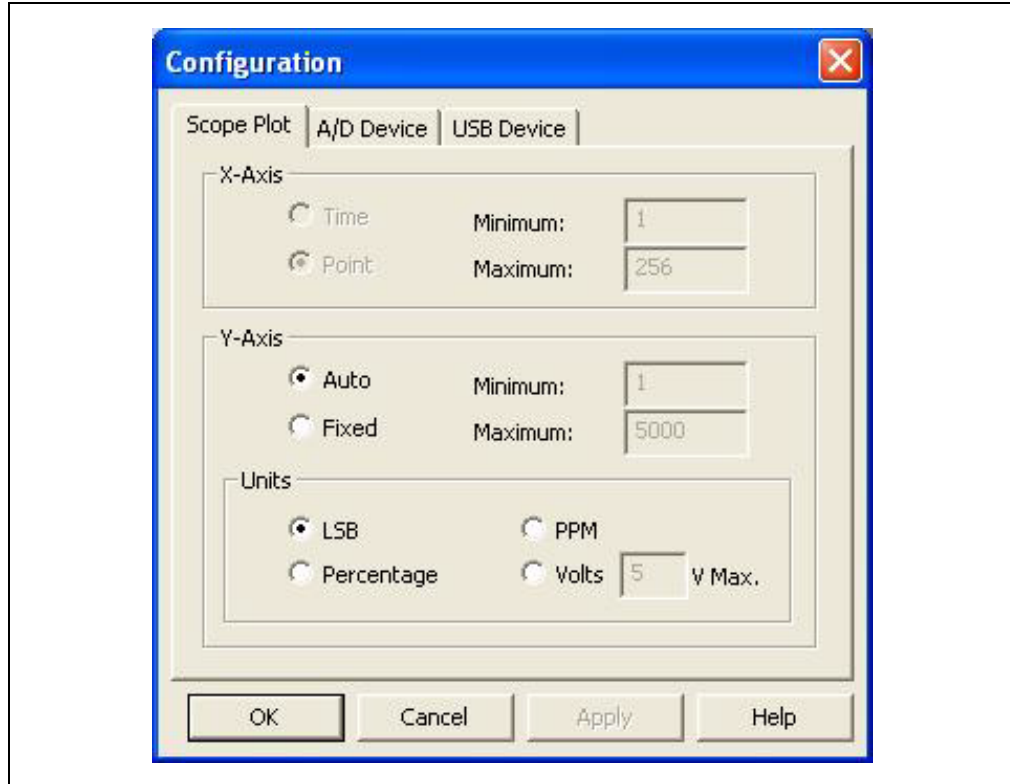 Configuration
Scope Plot A/D Device USB Device
X-Axis
Time Minimum: 1
Point Maximum: 256
Y-Axis
Auto Minimum: 1
Fixed Maximum: 5000
Units
LSB PPM
Percentage Volts 5 V Max.
OK Cancel Apply Help